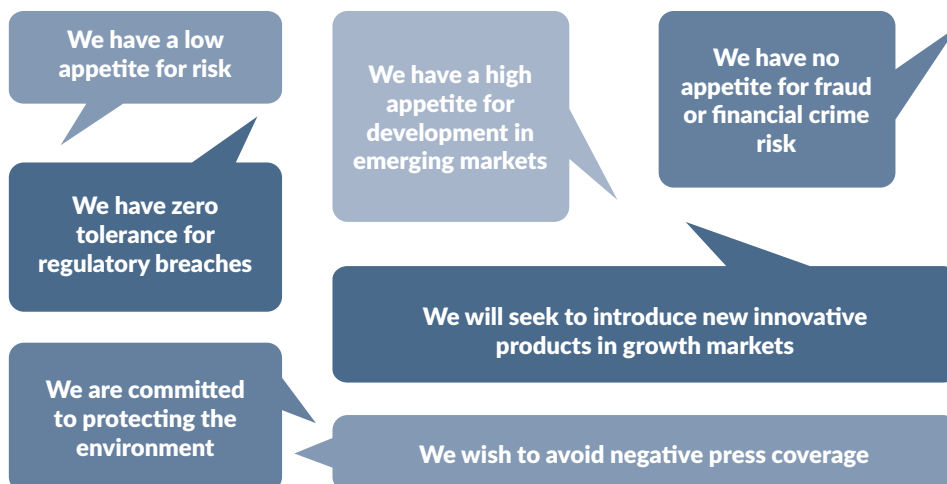 We have a low
appetite for risk
We have a high
appetite for
development in
emerging markets
We have no
appetite for fraud
or financial crime
risk
We have zero
tolerance for
regulatory breaches
We will seek to introduce new innovative
products in growth markets
We are committed
to protecting the
environment
We wish to avoid negative press coverage